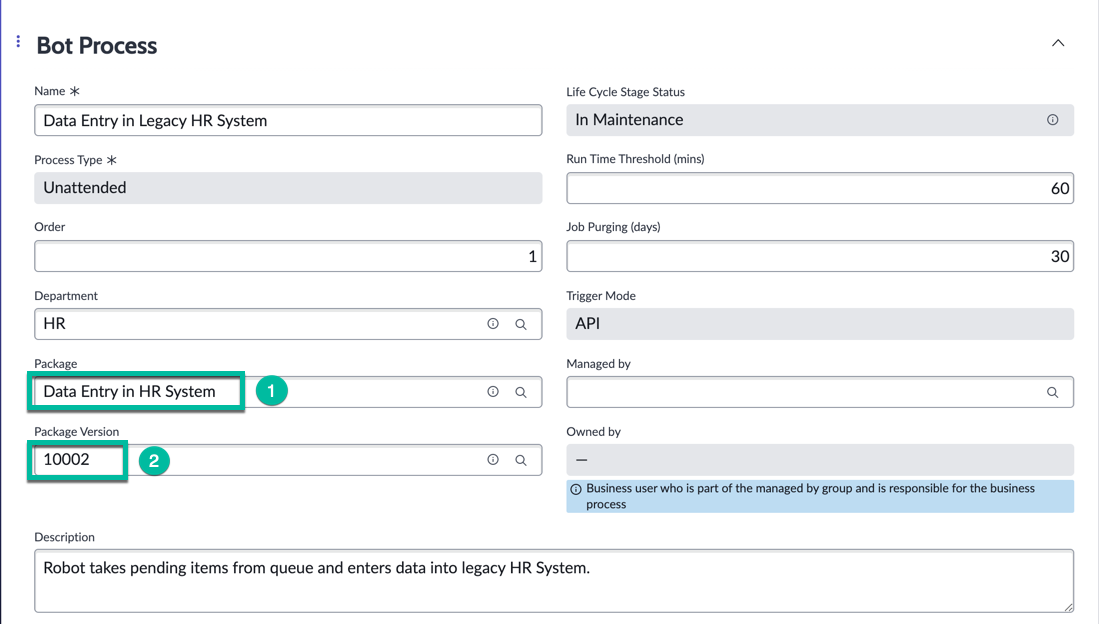 Bot Process
Name *
Data Entry in Legacy HR System
Life Cycle Stage Status
In Maintenance
Process Type *
Unattended
Run Time Threshold (mins)
60
Order
1
Job Purging (days)
30
Department
HR
Trigger Mode
API
Package
Data Entry in HR System
1
Managed by
Package Version
10002
2
Owned by
—
Business user who is part of the managed by group and is responsible for the business
process
Description
Robot takes pending items from queue and enters data into legacy HR System.